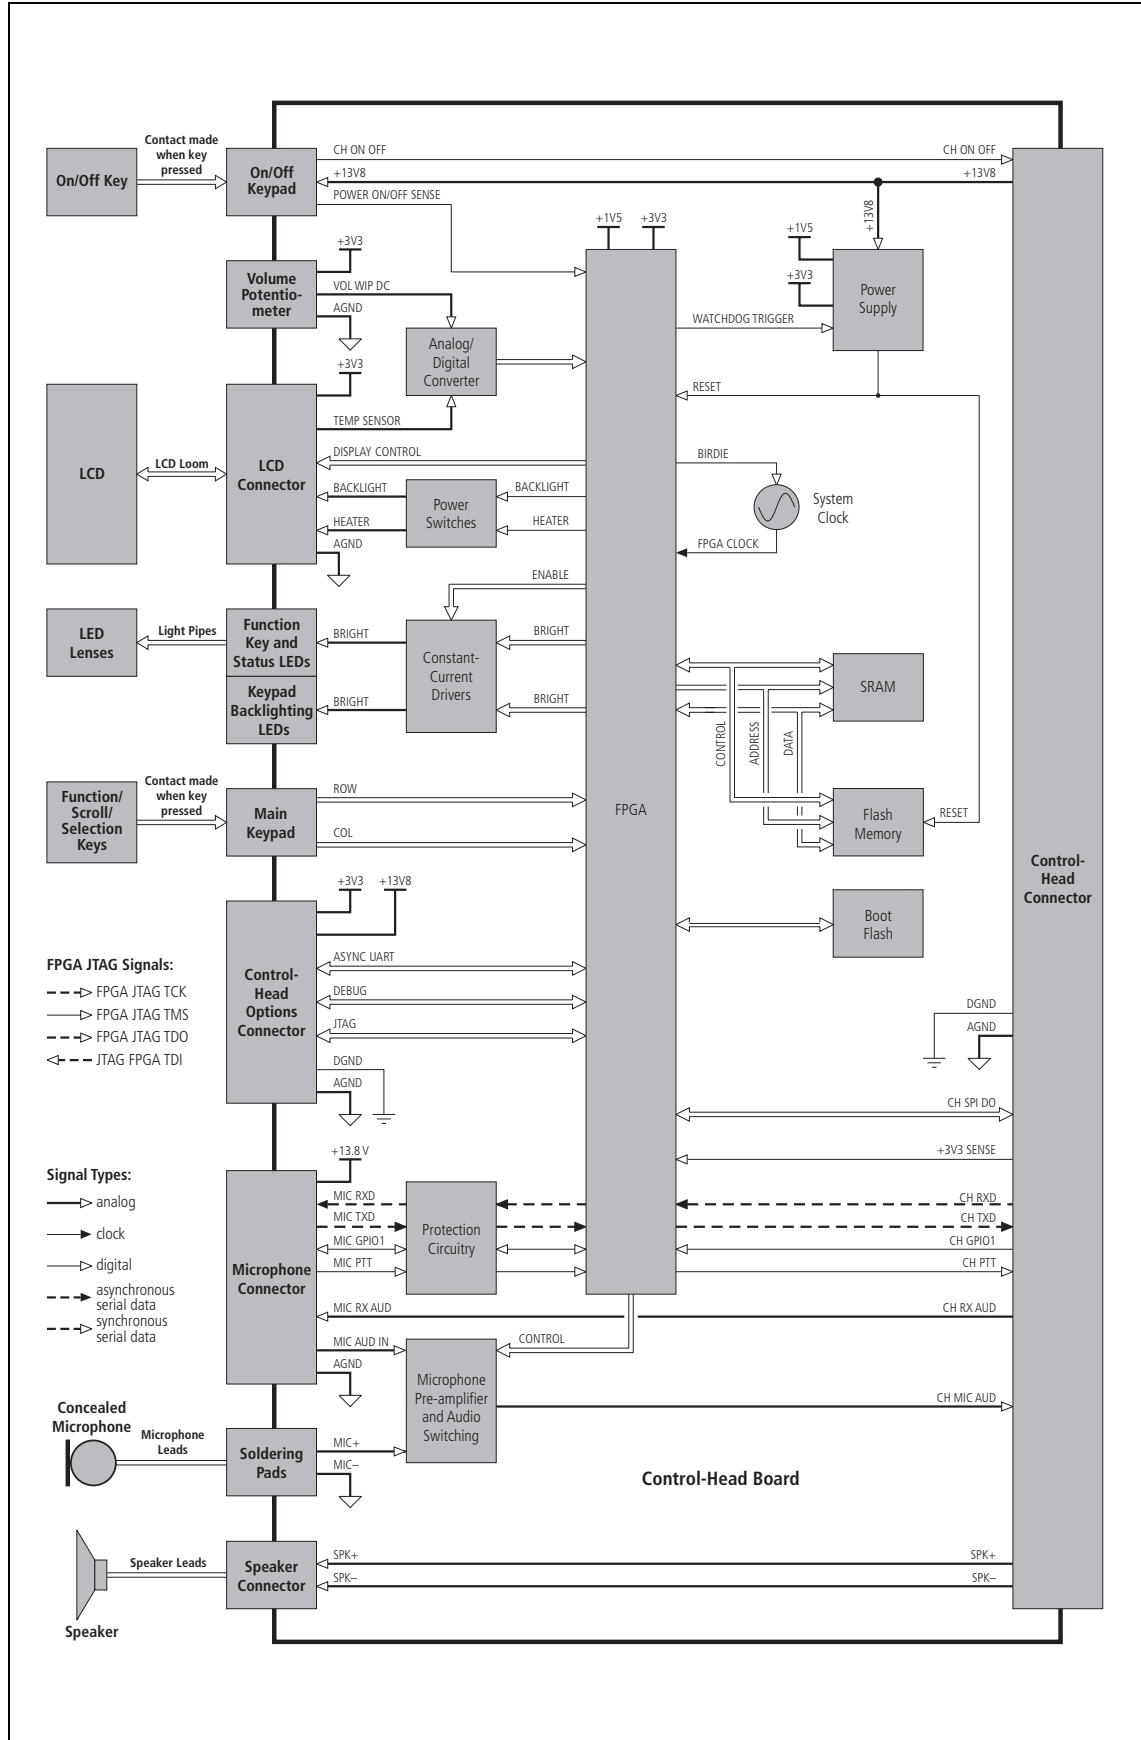 Contact made
when key
pressed
On/Off Key
On/Off
Keypad
CH ON OFF
CH ON OFF
+13V8
+13V8
POWER ON/OFF SENSE
+13V8
+1V5
+3V3
+1V5
+3V3
Power
Supply
+3V3
Volume
Potentio-
meter
VOL WIP DC
AGND
Analog/
Digital
Converter
WATCHDOG TRIGGER
RESET
+3V3
TEMP SENSOR
LCD
LCD Loom
LCD
Connector
DISPLAY CONTROL
BACKLIGHT
HEATER
AGND
Power
Switches
BACKLIGHT
HEATER
BIRDIE
System
Clock
FPGA CLOCK
ENABLE
LED
Lenses
Light Pipes
Function
Key and
Status LEDs
Keypad
Backlighting
LEDs
BRIGHT
BRIGHT
Constant-
Current
Drivers
BRIGHT
BRIGHT
SRAM
CONTROL
ADDRESS
DATA
Contact made
when key
pressed
Function/
Scroll/
Selection
Keys
Main
Keypad
ROW
COL
FPGA
Flash
Memory
RESET
Control-
Head
Connector
+3V3
+13V8
Boot
Flash
Control-
Head
Options
Connector
ASYNC UART
DEBUG
JTAG
DGND
AGND
FPGA JTAG Signals:
FPGA JTAG TCK
FPGA JTAG TMS
FPGA JTAG TDO
JTAG FPGA TDI
DGND
AGND
CH SPI DO
+3V3 SENSE
+13.8 V
Signal Types:
analog
clock
digital
asynchronous
serial data
synchronous
serial data
Microphone
Connector
MIC RXD
MIC TXD
MIC GPIO1
MIC PTT
Protection
Circuitry
CH RXD
CH TXD
CH GPIO1
CH PTT
MIC RX AUD
CH RX AUD
MIC AUD IN
AGND
CONTROL
Microphone
Pre-amplifier
and Audio
Switching
CH MIC AUD
Concealed
Microphone
Microphone
Leads
Soldering
Pads
MIC+
MIC–
Control-Head Board
Speaker Leads
Speaker
Connector
SPK+
SPK–
SPK+
SPK–
Speaker